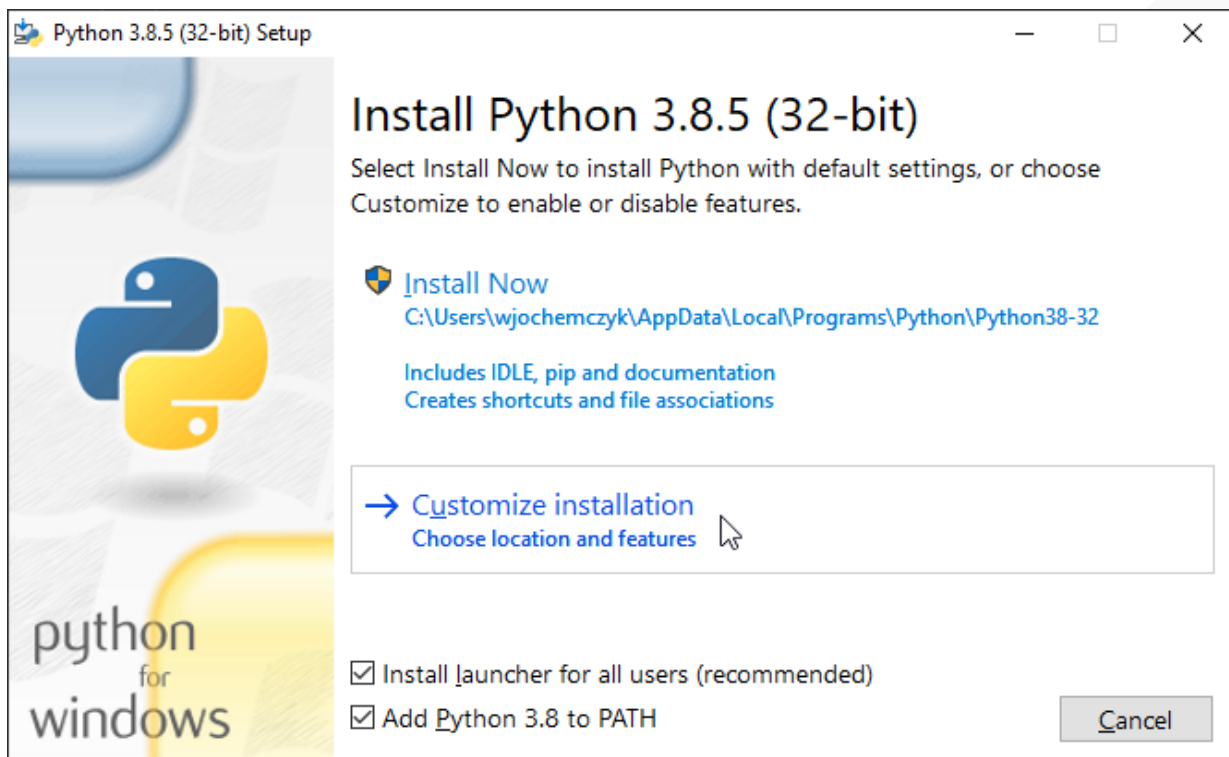 Python 3.8.5 (32-bit) Setup
Install Python 3.8.5 (32-bit)
Select Install Now to install Python with default settings, or choose
Customize to enable or disable features.
Install Now
C:\Users\wjochemczyk\AppData\Local\Programs\Python\Python38-32
Includes IDLE, pip and documentation
Creates shortcuts and file associations
Customize installation
Choose location and features
python
for
windows
Install launcher for all users (recommended)
Add Python 3.8 to PATH
Cancel